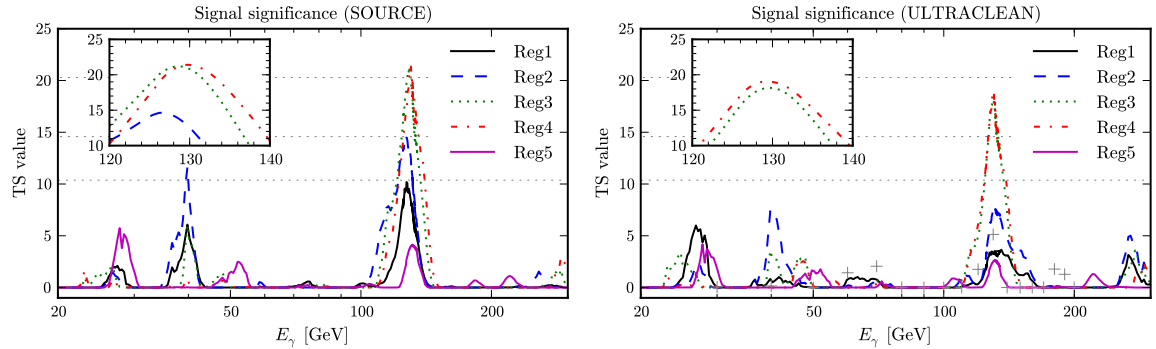 Signal significance (SOURCE)
25
20
15
10
5
0
TS value
20
50
100
200
E_γ [GeV]
25
20
15
10
120
130
140
Reg1
Reg2
Reg3
Reg4
Reg5
Signal significance (ULTRACLEAN)
25
20
15
10
5
0
TS value
20
50
100
200
E_γ [GeV]
25
20
15
10
120
130
140
Reg1
Reg2
Reg3
Reg4
Reg5